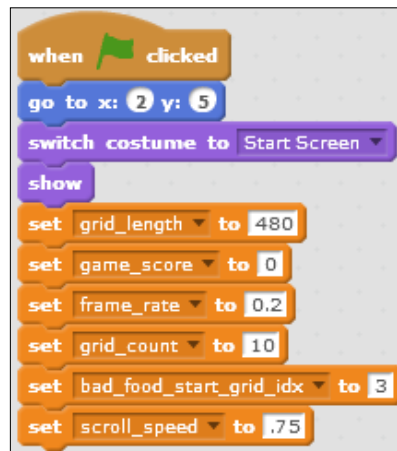 when clicked
go to x: 2 y: 5
switch costume to Start Screen
show
set grid_length to 480
set game_score to 0
set frame_rate to 0.2
set grid_count to 10
set bad_food_start_grid_idx to 3
set scroll_speed to .75